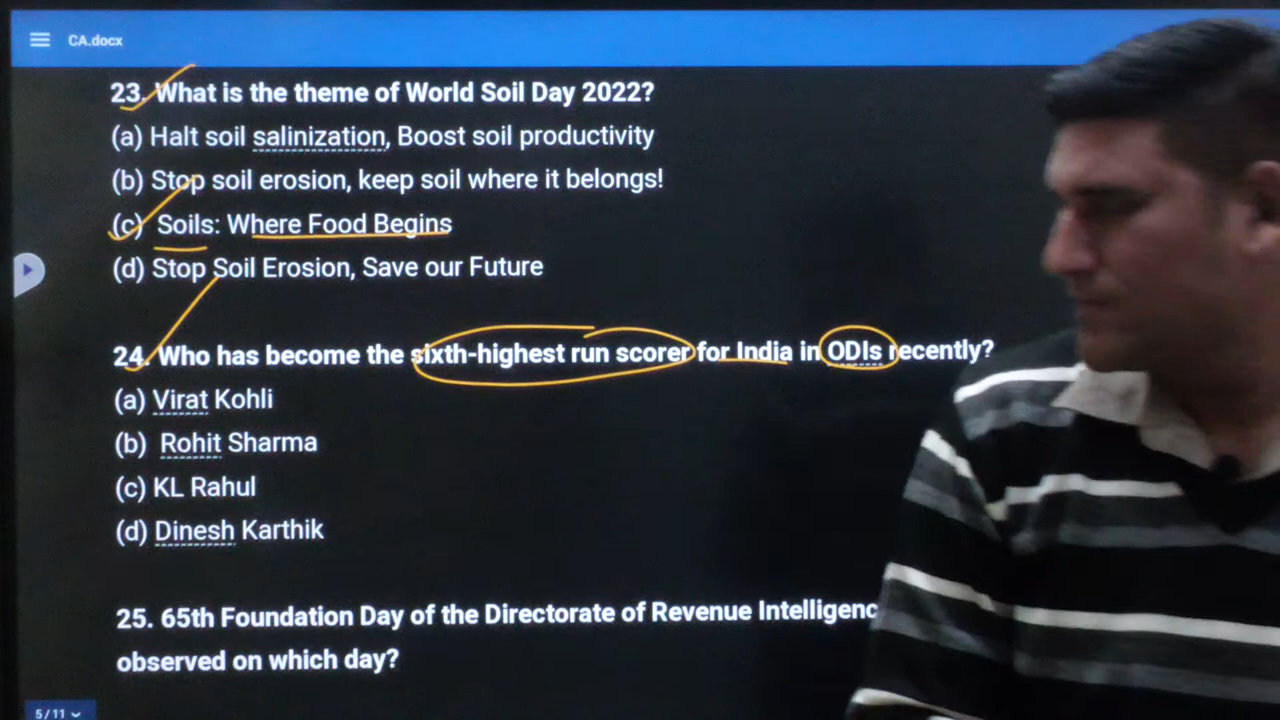 CA.docx
23. What is the theme of World Soil Day 2022?
(a) Halt soil salinization, Boost soil productivity
(b) Stop soil erosion, keep soil where it belongs!
(c) Soils: Where Food Begins
(d) Stop Soil Erosion, Save our Future
24. Who has become the sixth-highest run scorer for India in ODIs recently?
(a) Virat Kohli
(b) Rohit Sharma
(c) KL Rahul
(d) Dinesh Karthik
25. 65th Foundation Day of the Directorate of Revenue Intelligenc
observed on which day?
5/11